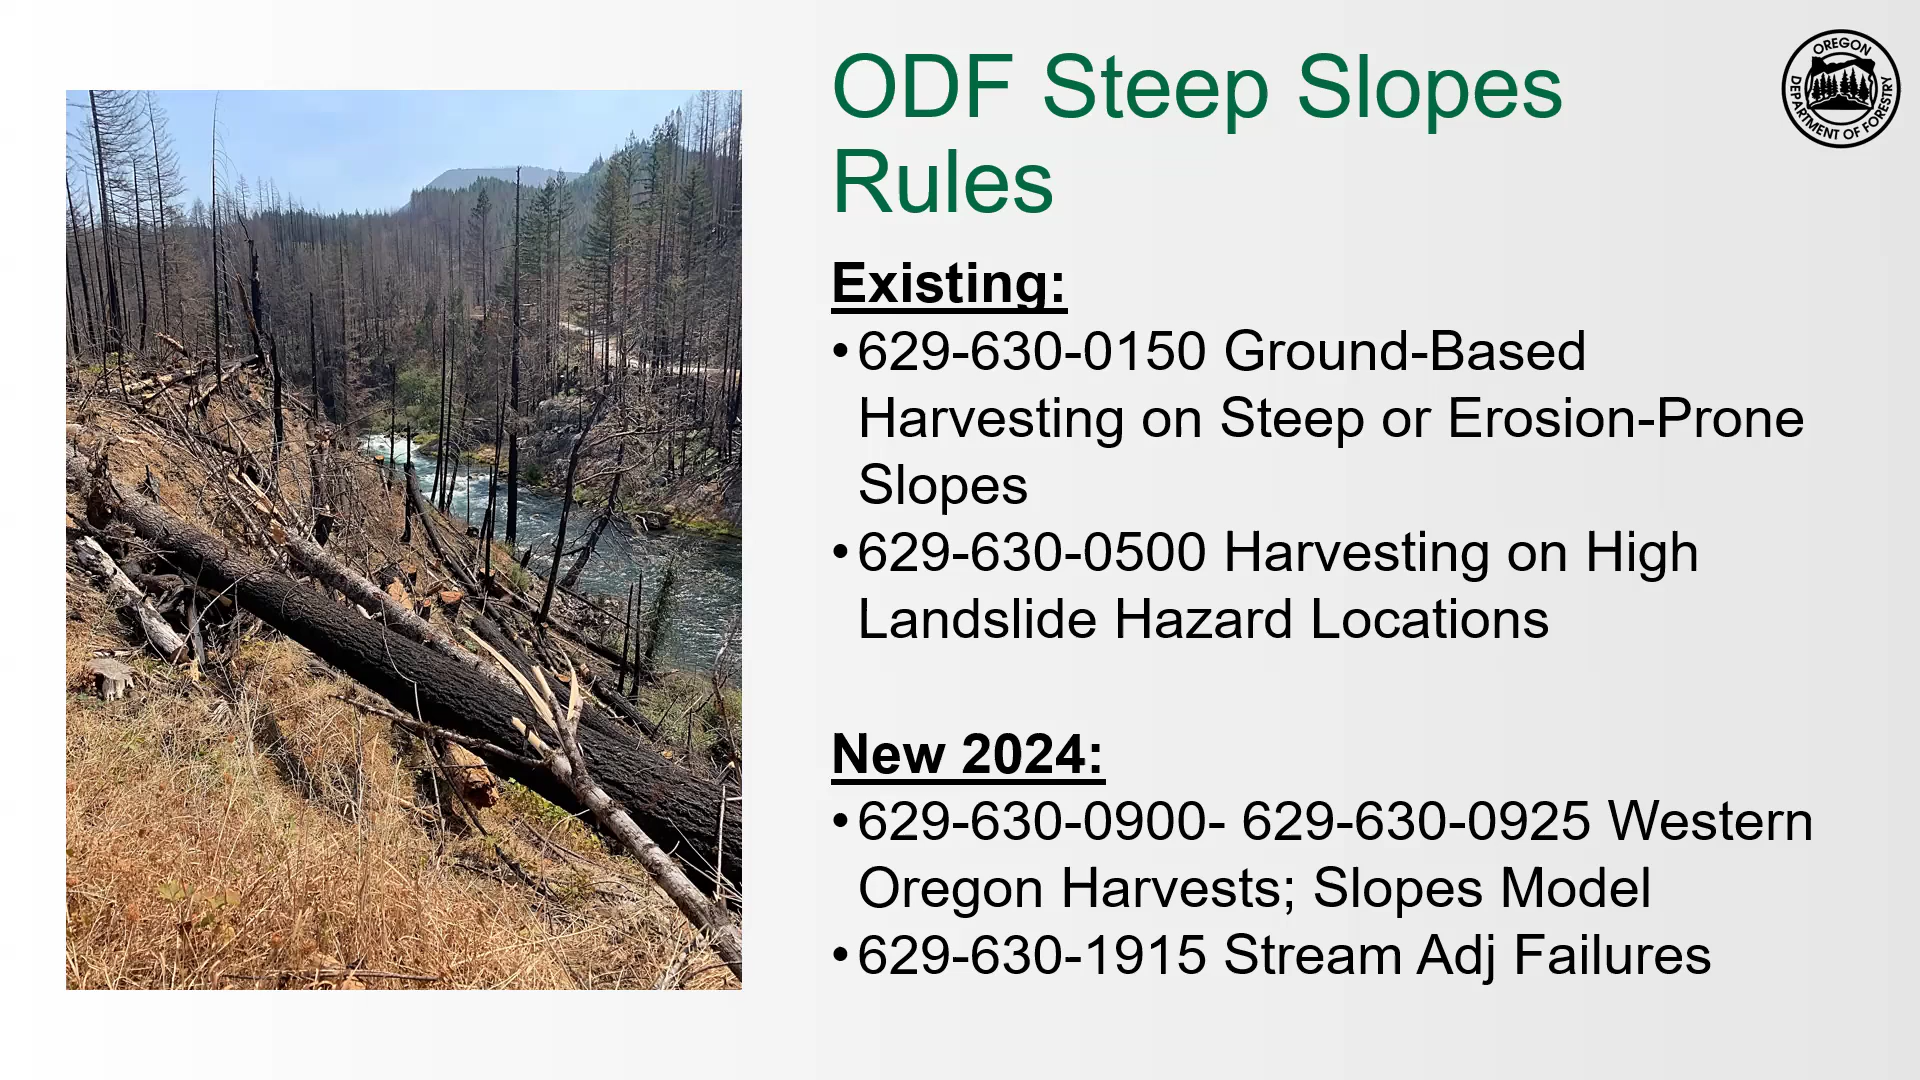 ODF Steep Slopes
Rules
OREGON
DEPARTMENT OF FORESTRY
Existing:
•629-630-0150 Ground-Based
Harvesting on Steep or Erosion-Prone
Slopes
•629-630-0500 Harvesting on High
Landslide Hazard Locations
New 2024:
•629-630-0900- 629-630-0925 Western
Oregon Harvests; Slopes Model
•629-630-1915 Stream Adj Failures